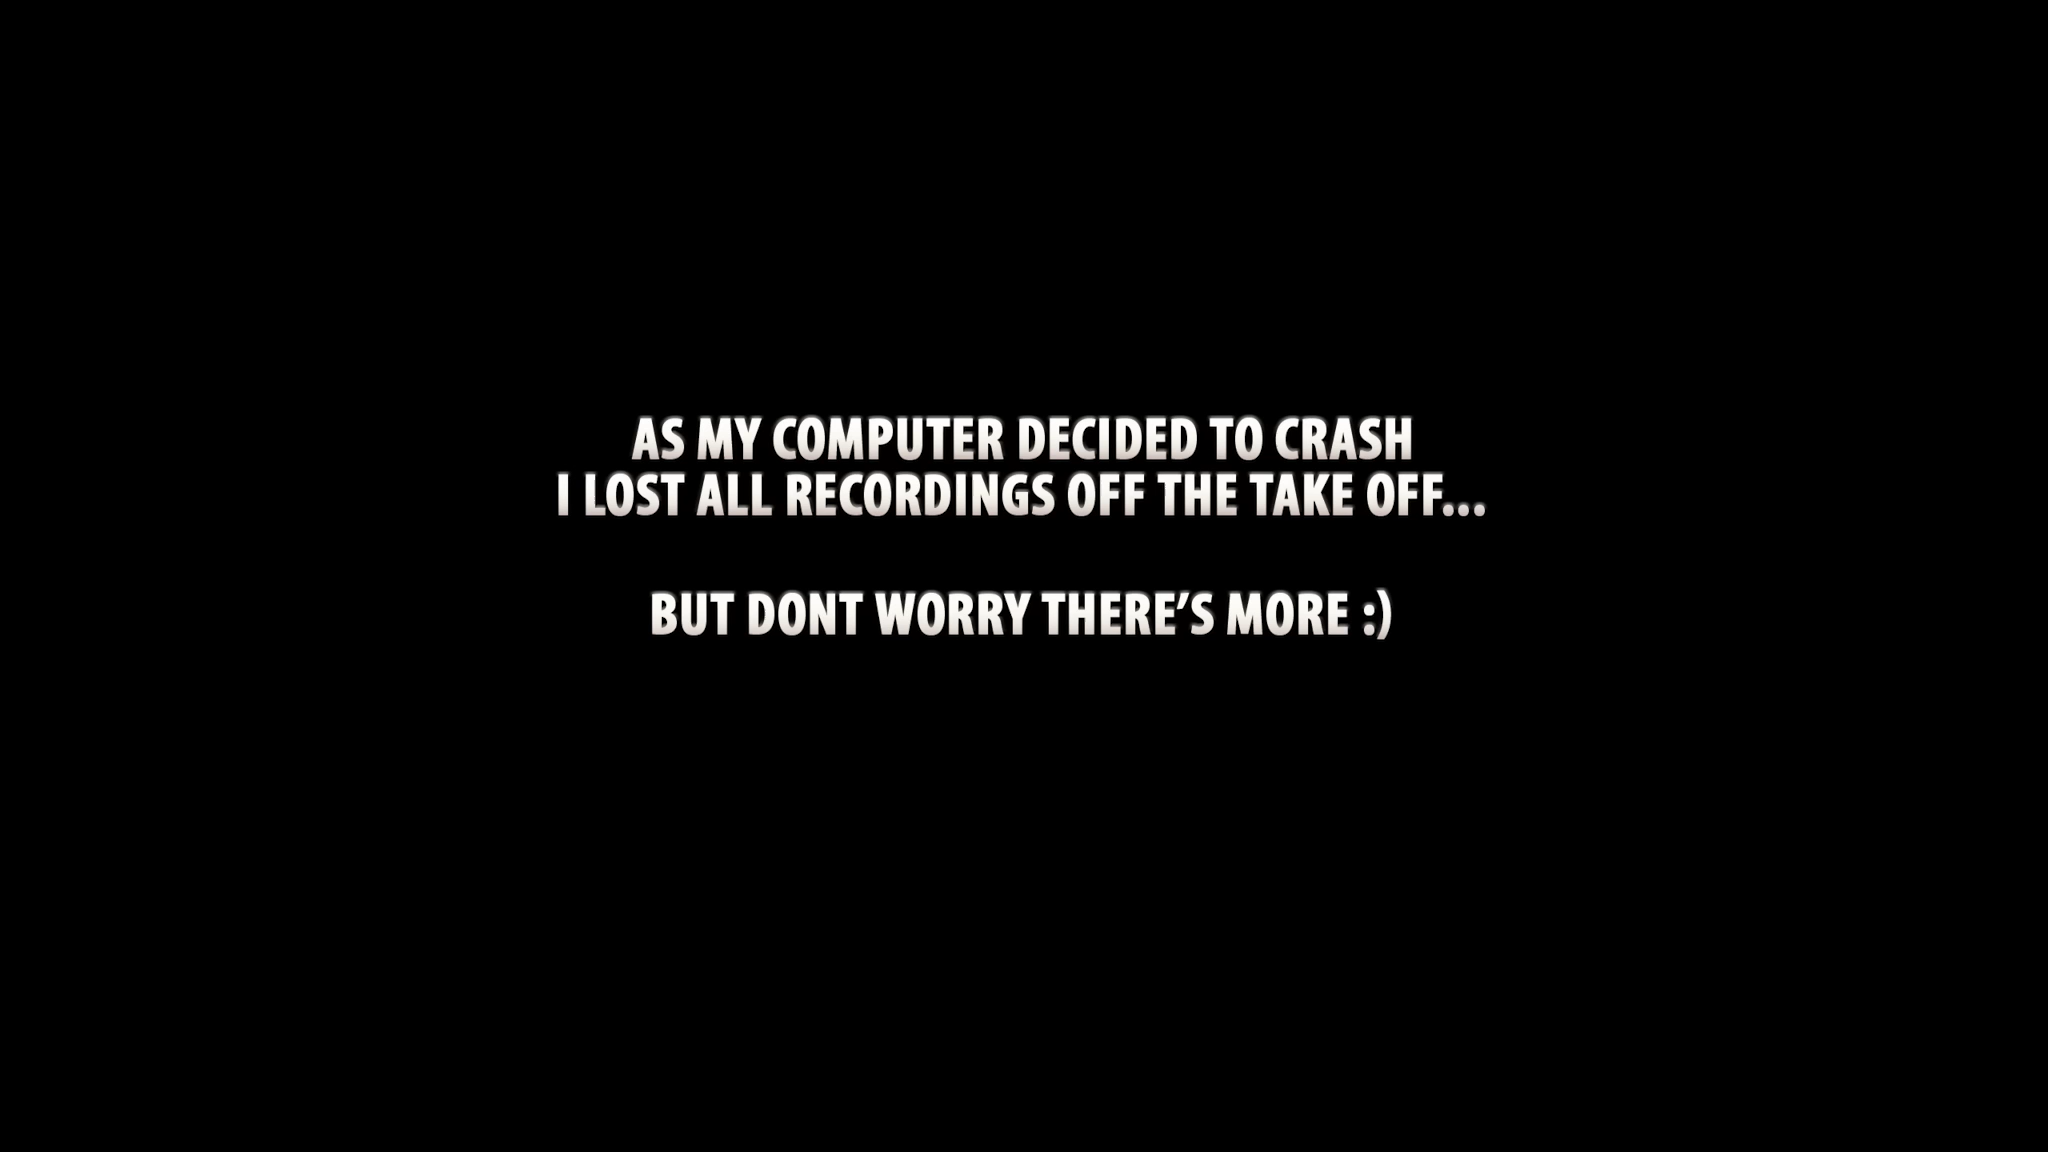 AS MY COMPUTER DECIDED TO CRASH
I LOST ALL RECORDINGS OFF THE TAKE OFF...
BUT DONT WORRY THERE’S MORE :)